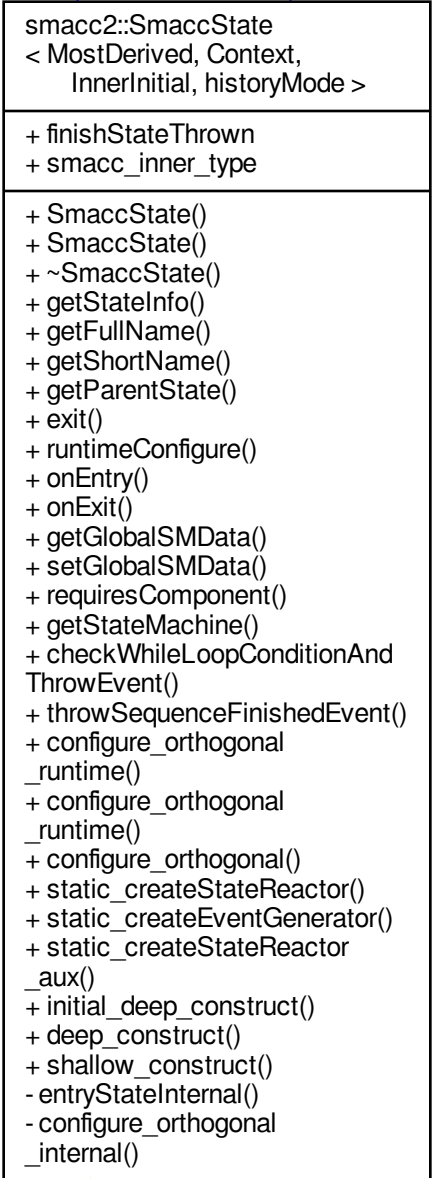 smacc2::SmaccState
< MostDerived, Context,
InnerInitial, historyMode >
+ finishStateThrown
+ smacc_inner_type
+ SmaccState()
+ SmaccState()
+ ~SmaccState()
+ getStateInfo()
+ getFullName()
+ getShortName()
+ getParentState()
+ exit()
+ runtimeConfigure()
+ onEntry()
+ onExit()
+ getGlobalSMData()
+ setGlobalSMData()
+ requiresComponent()
+ getStateMachine()
+ checkWhileLoopConditionAnd
ThrowEvent()
+ throwSequenceFinishedEvent()
+ configure_orthogonal
_runtime()
+ configure_orthogonal
_runtime()
+ configure_orthogonal()
+ static_createStateReactor()
+ static_createEventGenerator()
+ static_createStateReactor
_aux()
+ initial_deep_construct()
+ deep_construct()
+ shallow_construct()
- entryStateInternal()
- configure_orthogonal
_internal()